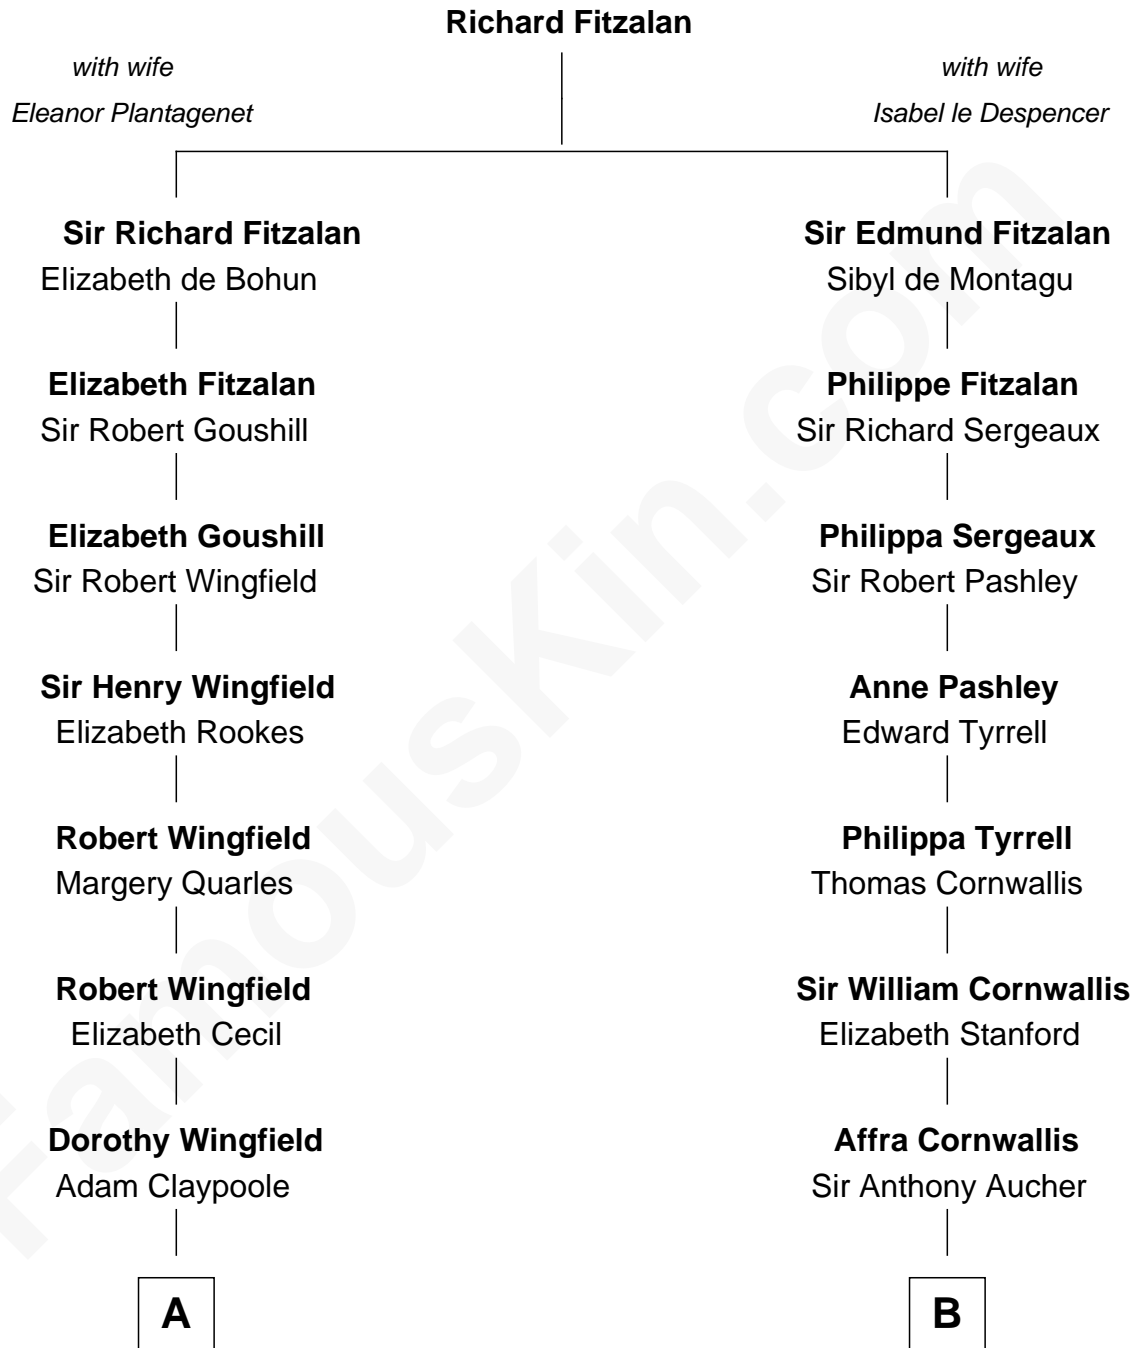 Richard Fitzalan
with wife
Eleanor Plantagenet
with wife
Isabel le Despencer
Sir Richard Fitzalan
Elizabeth de Bohun
Sir Edmund Fitzalan
Sibyl de Montagu
Elizabeth Fitzalan
Sir Robert Goushill
Philippe Fitzalan
Sir Richard Sergeaux
Elizabeth Goushill
Sir Robert Wingfield
Philippa Sergeaux
Sir Robert Pashley
Sir Henry Wingfield
Elizabeth Rookes
Anne Pashley
Edward Tyrrell
Robert Wingfield
Margery Quarles
Philippa Tyrrell
Thomas Cornwallis
Robert Wingfield
Elizabeth Cecil
Sir William Cornwallis
Elizabeth Stanford
Dorothy Wingfield
Adam Claypoole
Affra Cornwallis
Sir Anthony Aucher
A
B
FamousKin.com